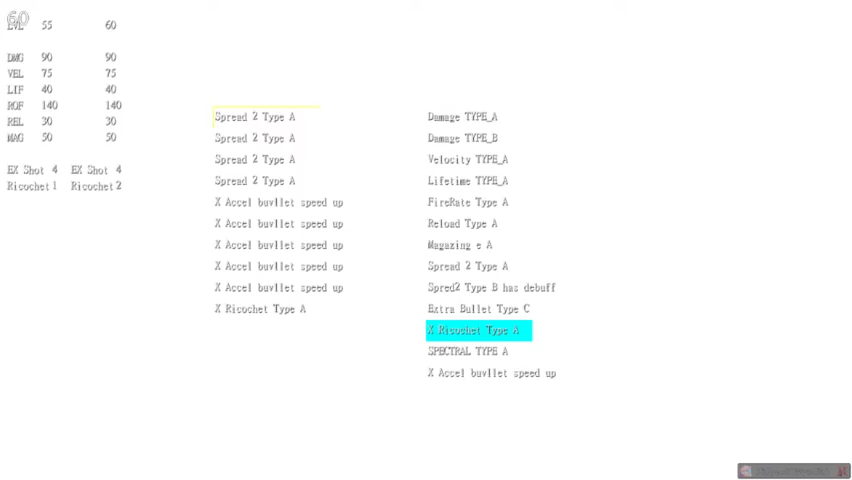 60
LVL 55 60
DMG 90 90
VEL 75 75
LIF 40 40
ROF 140 140
REL 30 30
MAG 50 50
EX Shot 4 EX Shot 4
Ricochet 1 Ricochet 2
Spread 2 Type A
Spread 2 Type A
Spread 2 Type A
Spread 2 Type A
X Accel buvllet speed up
X Accel buvllet speed up
X Accel buvllet speed up
X Accel buvllet speed up
X Accel buvllet speed up
X Ricochet Type A
Damage TYPE_A
Damage TYPE_B
Velocity TYPE_A
Lifetime TYPE_A
FireRate Type A
Reload Type A
Magazing e A
Spread 2 Type A
Spred2 Type B has debuff
Extra Bullet Type C
X Ricochet Type A
SPECTRAL TYPE A
X Accel buvllet speed up